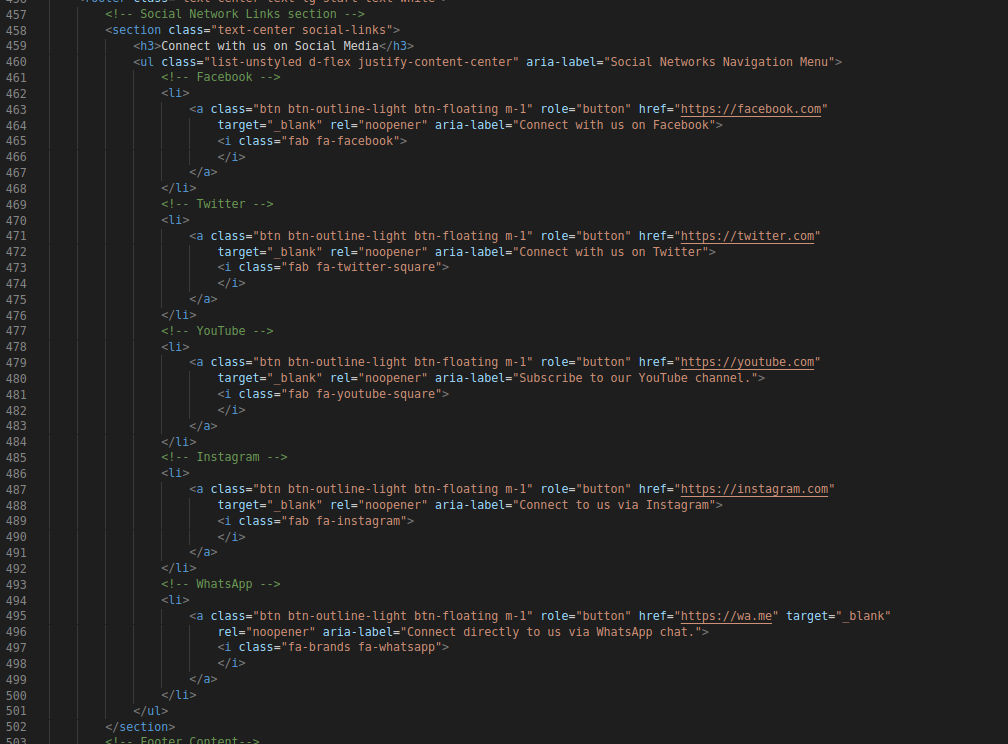 456 <footer class="text-center text-lg-start text-white">
457 <!-- Social Network Links section -->
458 <section class="text-center social-links">
459 <h3>Connect with us on Social Media</h3>
460 <ul class="list-unstyled d-flex justify-content-center" aria-label="Social Networks Navigation Menu">
461 <!-- Facebook -->
462 <li>
463 <a class="btn btn-outline-light btn-floating m-1" role="button" href="https://facebook.com"
464 target="_blank" rel="noopener" aria-label="Connect with us on Facebook">
465 <i class="fab fa-facebook">
466 </i>
467 </a>
468 </li>
469 <!-- Twitter -->
470 <li>
471 <a class="btn btn-outline-light btn-floating m-1" role="button" href="https://twitter.com"
472 target="_blank" rel="noopener" aria-label="Connect with us on Twitter">
473 <i class="fab fa-twitter-square">
474 </i>
475 </a>
476 </li>
477 <!-- YouTube -->
478 <li>
479 <a class="btn btn-outline-light btn-floating m-1" role="button" href="https://youtube.com"
480 target="_blank" rel="noopener" aria-label="Subscribe to our YouTube channel.">
481 <i class="fab fa-youtube-square">
482 </i>
483 </a>
484 </li>
485 <!-- Instagram -->
486 <li>
487 <a class="btn btn-outline-light btn-floating m-1" role="button" href="https://instagram.com"
488 target="_blank" rel="noopener" aria-label="Connect to us via Instagram">
489 <i class="fab fa-instagram">
490 </i>
491 </a>
492 </li>
493 <!-- WhatsApp -->
494 <li>
495 <a class="btn btn-outline-light btn-floating m-1" role="button" href="https://wa.me" target="_blank"
496 rel="noopener" aria-label="Connect directly to us via WhatsApp chat.">
497 <i class="fa-brands fa-whatsapp">
498 </i>
499 </a>
500 </li>
501 </ul>
502 </section>
503 <!-- Footer Content-->